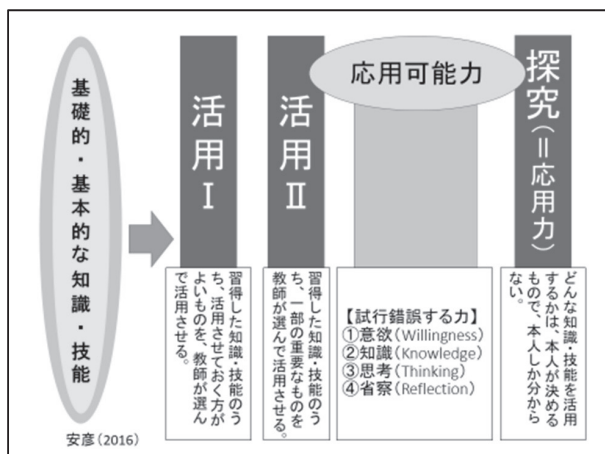 基礎的・基本的な知識・技能
活用Ⅰ
活用Ⅱ
応用可能力
探究(＝応用力)
習得した知識・技能のう
ち、活用させておく方が
よいものを、教師が選ん
で活用させる。
習得した知識・技能のう
ち、一部の重要なものを
教師が選んで活用させる。
【試行錯誤する力】
①意欲(Willingness)
②知識(Knowledge)
③思考(Thinking)
④省察(Reflection)
どんな知識・技能を活用
するかは、本人が決める
もので、本人しか分から
ない。
安彦(2016)